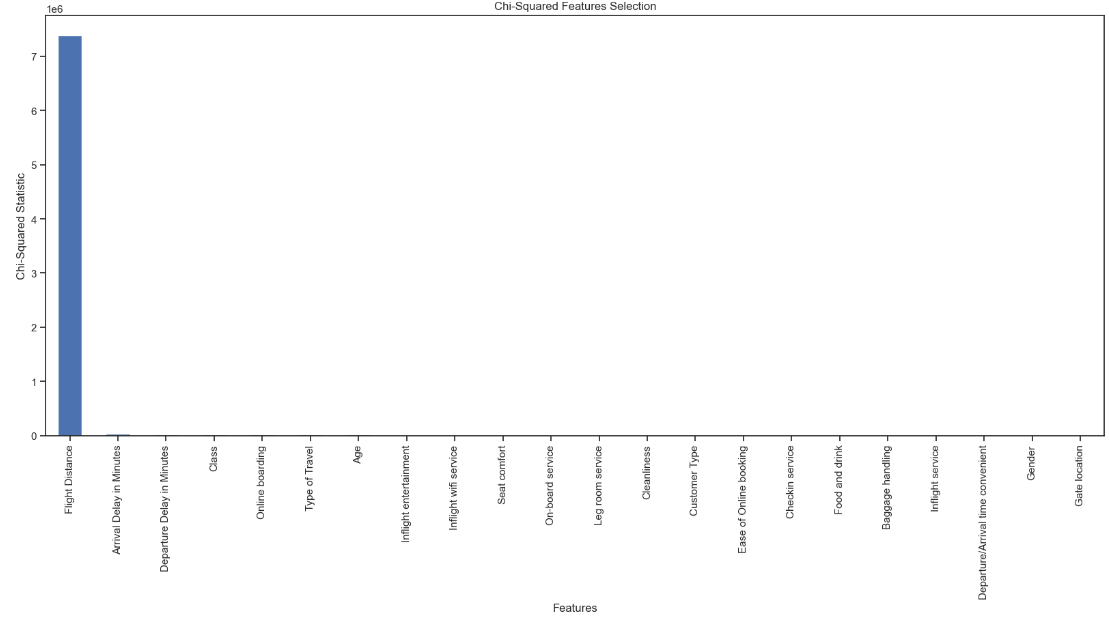 Chi-Squared Features Selection
1e6
7
6
5
4
3
2
1
0
Chi-Squared Statistic
Flight Distance
Arrival Delay in Minutes
Departure Delay in Minutes
Class
Online boarding
Type of Travel
Age
Inflight entertainment
Inflight wifi service
Seat comfort
On-board service
Leg room service
Cleanliness
Customer Type
Ease of Online booking
Checkin service
Food and drink
Baggage handling
Inflight service
Departure/Arrival time convenient
Gender
Gate location
Features